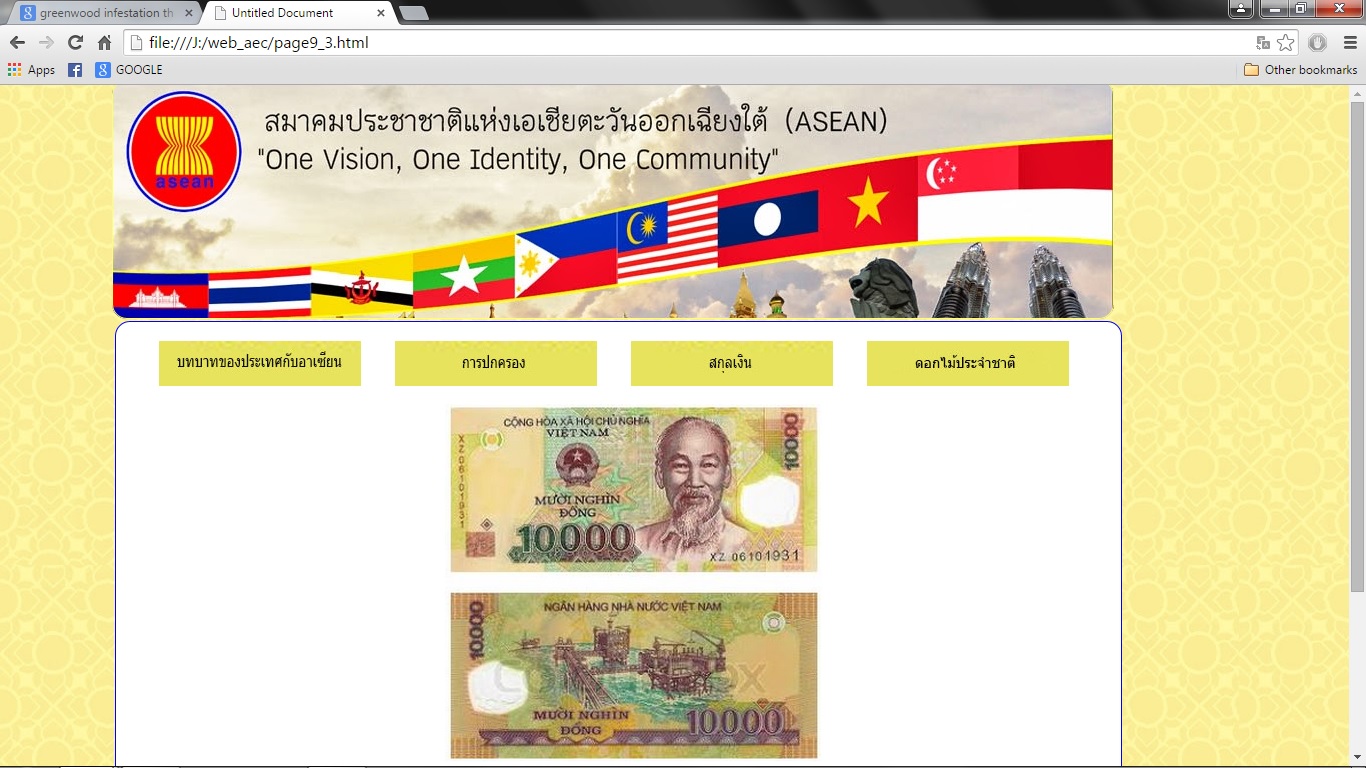 greenwood infestation th
Untitled Document
file:///J:/web_aec/page9_3.html
Apps
GOOGLE
Other bookmarks
asean
สมาคมประชาชาติแห่งเอเชียตะวันออกเฉียงใต้ (ASEAN)
"One Vision, One Identity, One Community"
บทบาทของประเทศกับอาเซียน
การปกครอง
สกุลเงิน
ดอกไม้ประจำชาติ
CỘNG HÒA XÃ HỘI CHỦ NGHĨA
VIỆT NAM
10000
XZ 06101931
MƯỜI NGHÌN
ĐỒNG
10000
XZ 06101931
NGÂN HÀNG NHÀ NƯỚC VIỆT NAM
10.000
MƯỜI NGHÌN
ĐỒNG
10.000